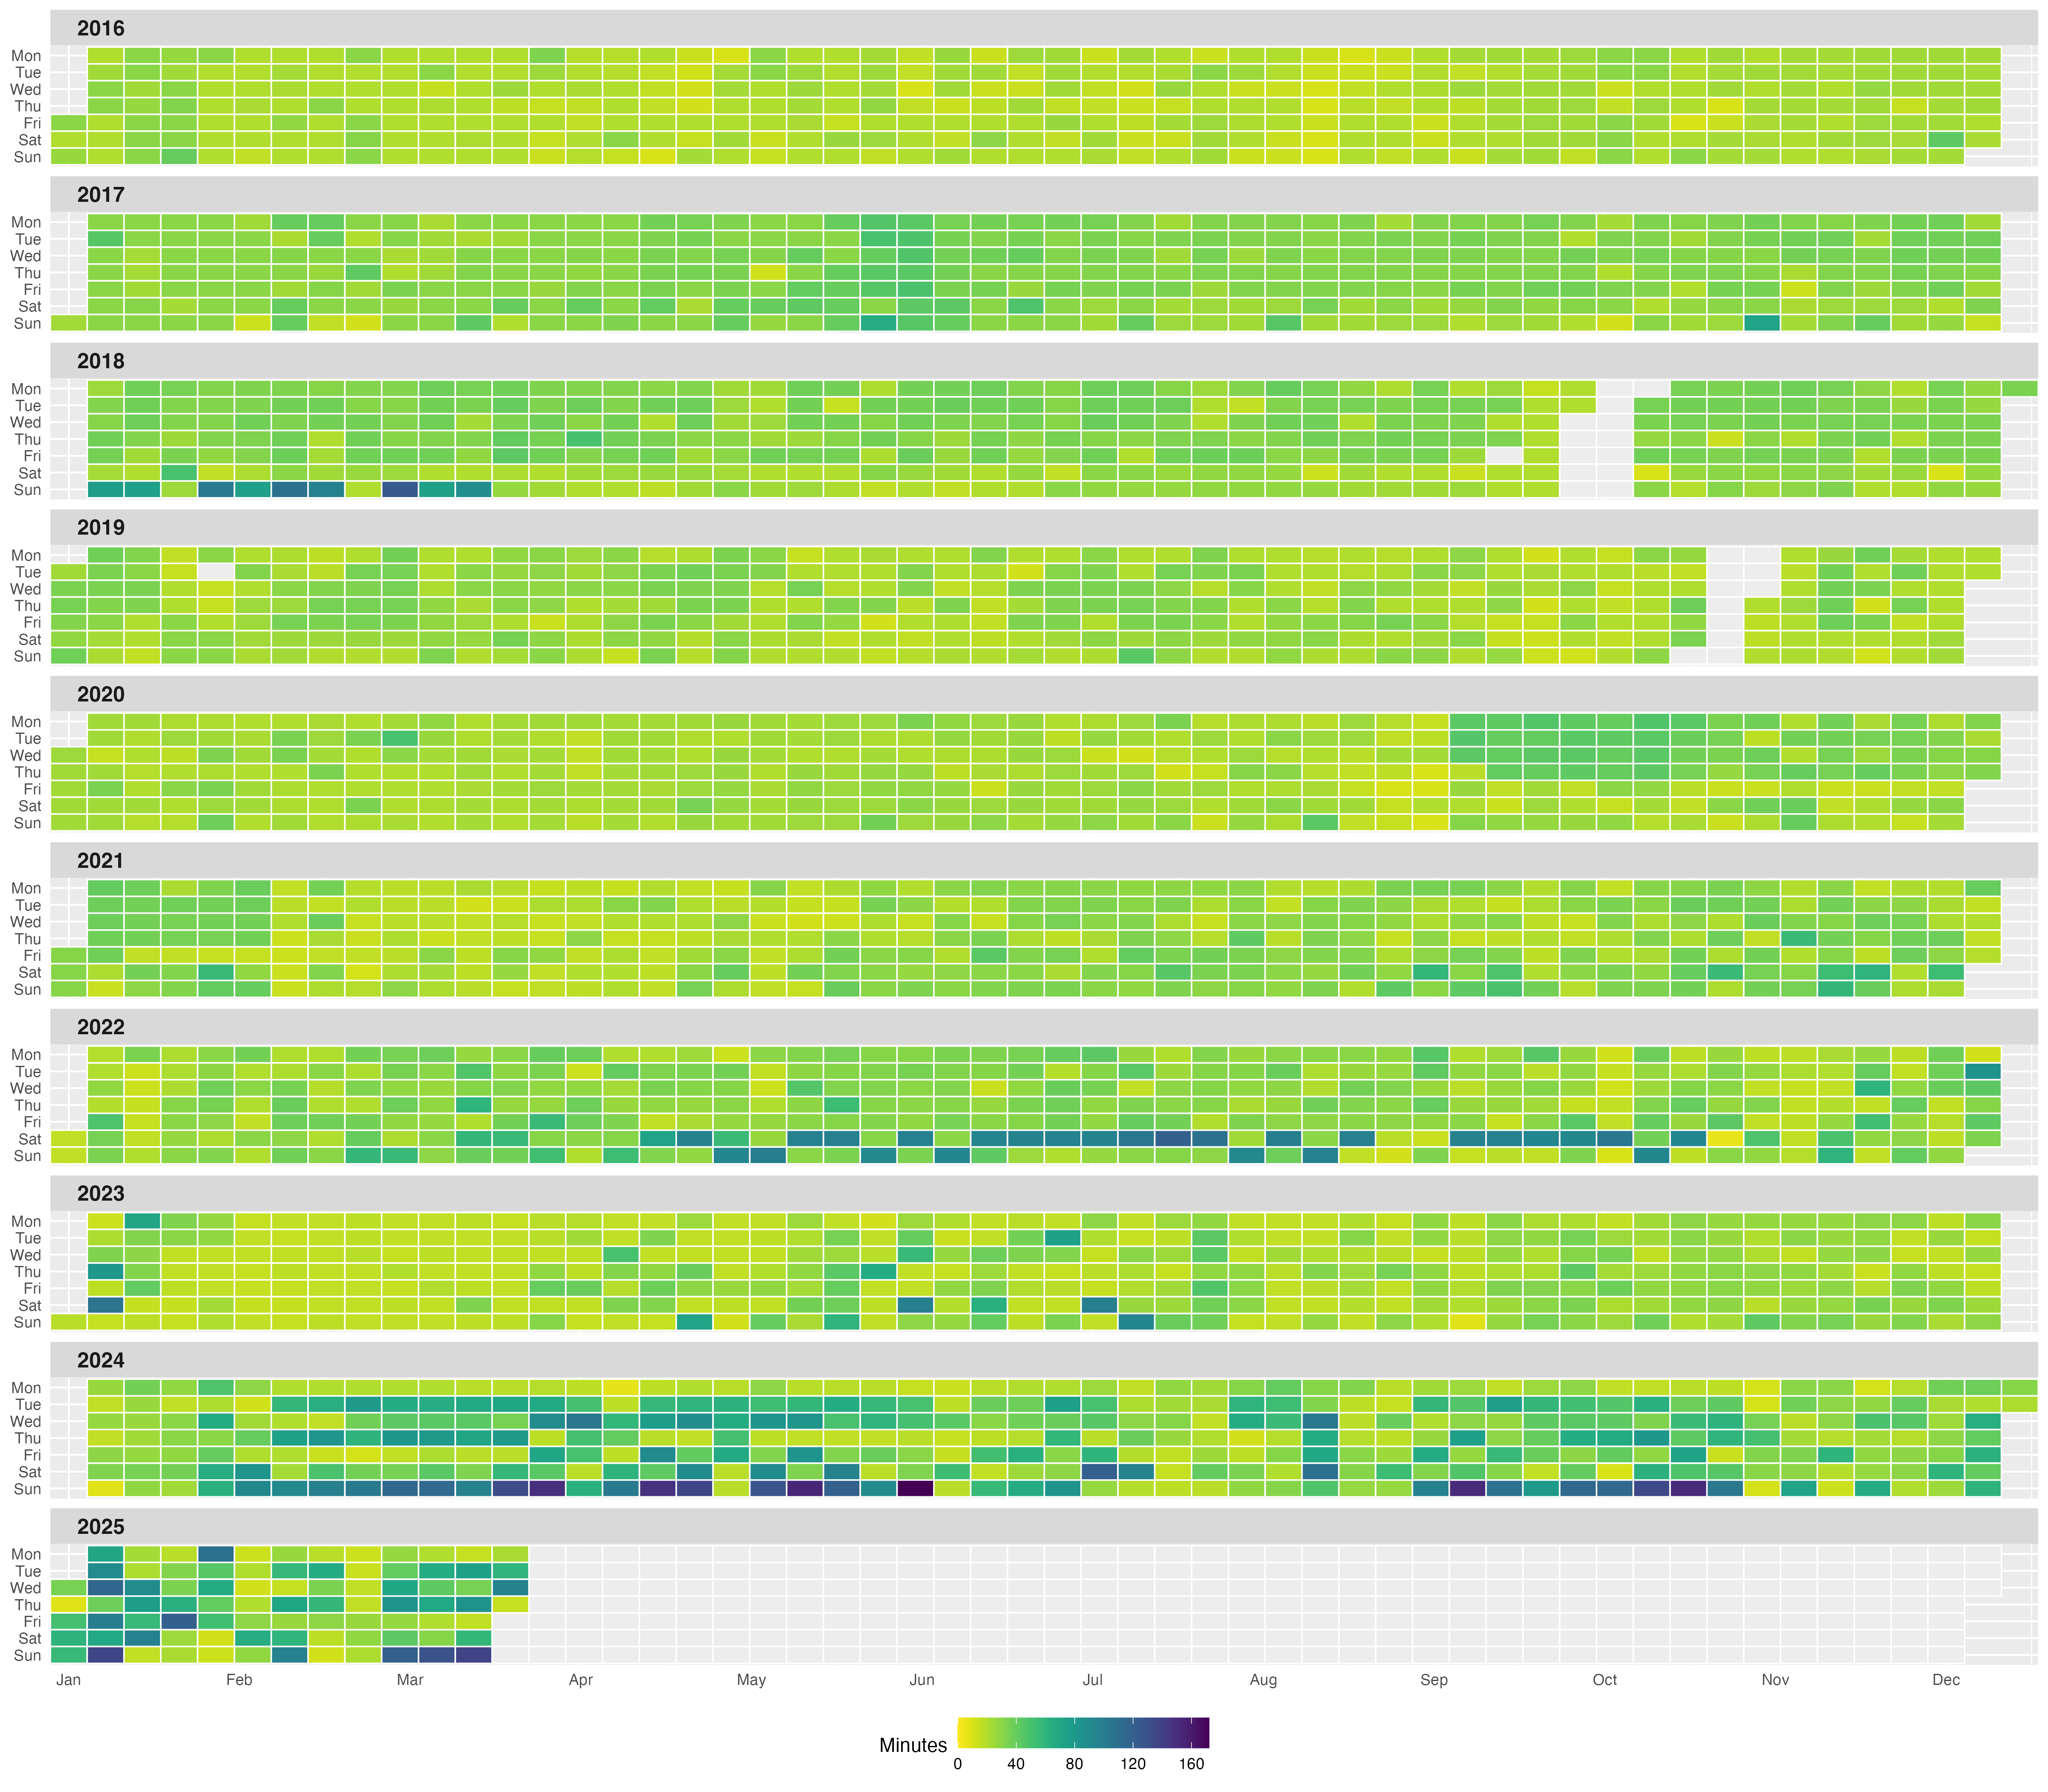 2016
Mon
Tue
Wed
Thu
Fri
Sat
Sun
2017
Mon
Tue
Wed
Thu
Fri
Sat
Sun
2018
Mon
Tue
Wed
Thu
Fri
Sat
Sun
2019
Mon
Tue
Wed
Thu
Fri
Sat
Sun
2020
Mon
Tue
Wed
Thu
Fri
Sat
Sun
2021
Mon
Tue
Wed
Thu
Fri
Sat
Sun
2022
Mon
Tue
Wed
Thu
Fri
Sat
Sun
2023
Mon
Tue
Wed
Thu
Fri
Sat
Sun
2024
Mon
Tue
Wed
Thu
Fri
Sat
Sun
2025
Mon
Tue
Wed
Thu
Fri
Sat
Sun
Jan Feb Mar Apr May Jun Jul Aug Sep Oct Nov Dec
Minutes
0 40 80 120 160